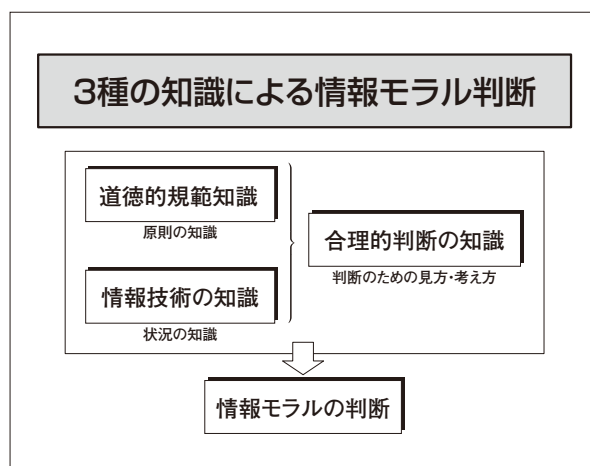 3種の知識による情報モラル判断
道徳的規範知識
原則の知識
情報技術の知識
状況の知識
合理的判断の知識
判断のための見方・考え方
情報モラルの判断